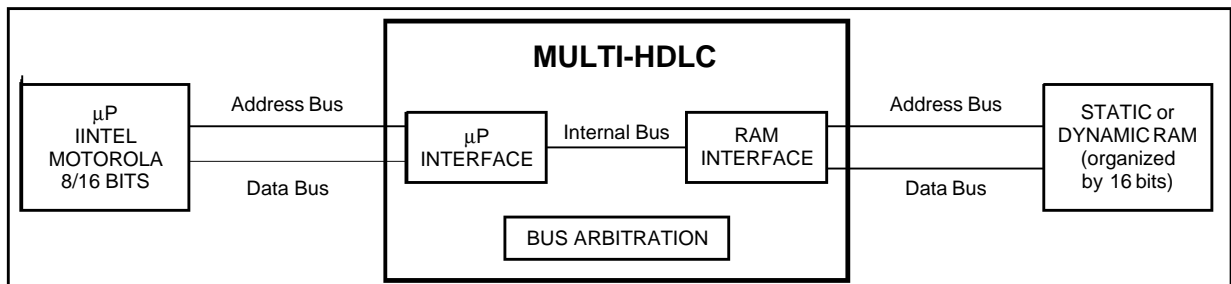 MULTI-HDLC
μP
IINTEL
MOTOROLA
8/16 BITS
Address Bus
Data Bus
μP
INTERFACE
Internal Bus
RAM
INTERFACE
BUS ARBITRATION
Address Bus
Data Bus
STATIC or
DYNAMIC RAM
(organized
by 16 bits)